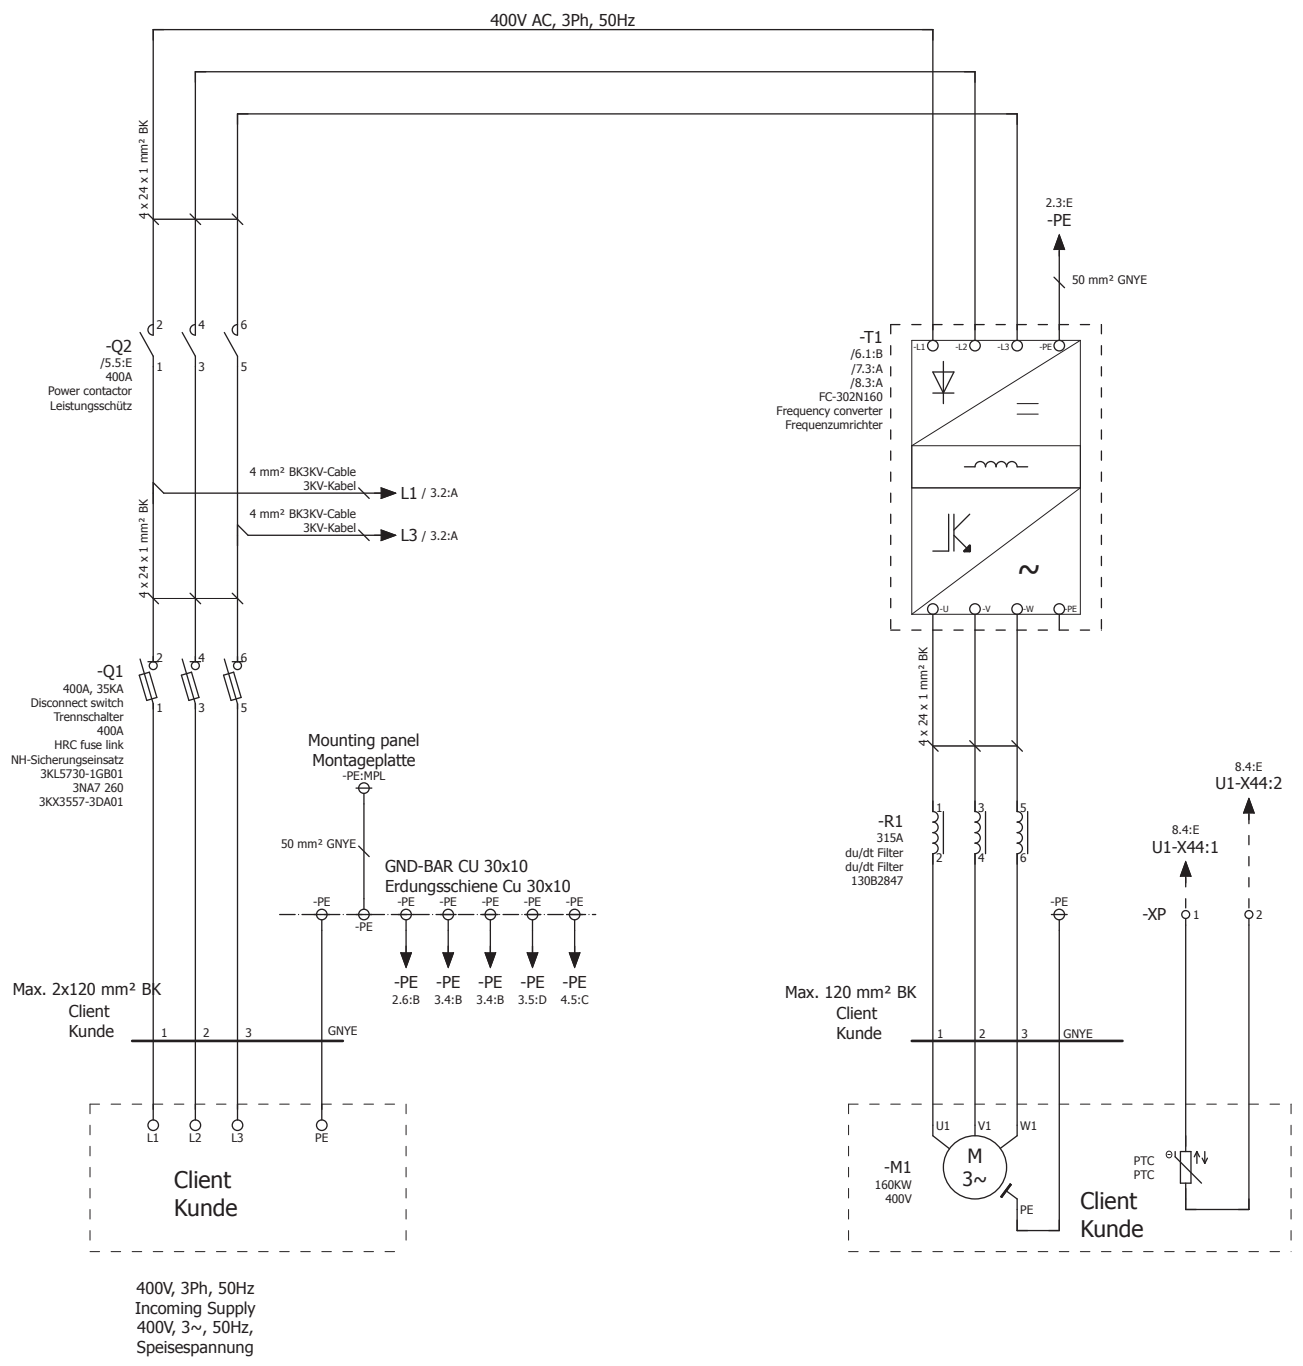 400V AC, 3Ph, 50Hz
4 x 24 x 1 mm² BK
2.3:E
-PE
50 mm² GNYE
2
4
6
-Q2
/5.5:E
400A
Power contactor
Leistungsschütz
1
3
5
-T1
/6.1:B
/7.3:A
/8.3:A
FC-302N160
Frequency converter
Frequenzumrichter
-L1
-L2
-L3
-PE
4 mm² BK3KV-Cable
3KV-Kabel
L1 / 3.2:A
4 mm² BK3KV-Cable
3KV-Kabel
L3 / 3.2:A
4 x 24 x 1 mm² BK
~
-U
-V
-W
-PE
2
4
6
-Q1
400A, 35KA
Disconnect switch
Trennschalter
400A
HRC fuse link
NH-Sicherungseinsatz
3KL5730-1GB01
3NA7 260
3KX3557-3DA01
1
3
5
4 x 24 x 1 mm² BK
Mounting panel
Montageplatte
-PE:MPL
50 mm² GNYE
GND-BAR CU 30x10
Erdungsschiene Cu 30x10
-PE
-PE
-PE
-PE
-PE
-PE
-PE
-PE
2.6:B
-PE
3.4:B
-PE
3.4:B
-PE
3.5:D
-PE
4.5:C
1
3
5
-R1
315A
du/dt Filter
du/dt Filter
130B2847
2
4
6
8.4:E
U1-X44:2
8.4:E
U1-X44:1
-PE
-XP
1
2
Max. 2x120 mm² BK
Client
Kunde
1
2
3
GNYE
Max. 120 mm² BK
Client
Kunde
1
2
3
GNYE
L1
L2
L3
PE
Client
Kunde
U1
V1
W1
-M1
160KW
400V
M
3~
PE
PTC
PTC
Θ
Client
Kunde
400V, 3Ph, 50Hz
Incoming Supply
400V, 3~, 50Hz,
Speisespannung